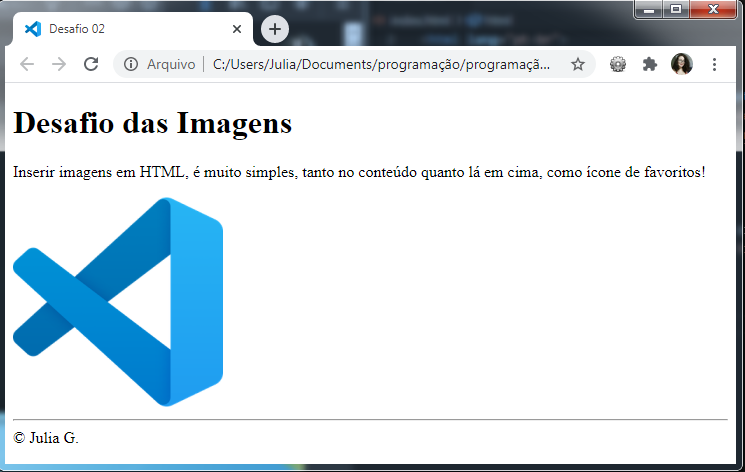 Desafio 02
Arquivo | C:/Users/Julia/Documents/programação/programaçã...
Desafio das Imagens
Inserir imagens em HTML, é muito simples, tanto no conteúdo quanto lá em cima, como ícone de favoritos!
© Julia G.